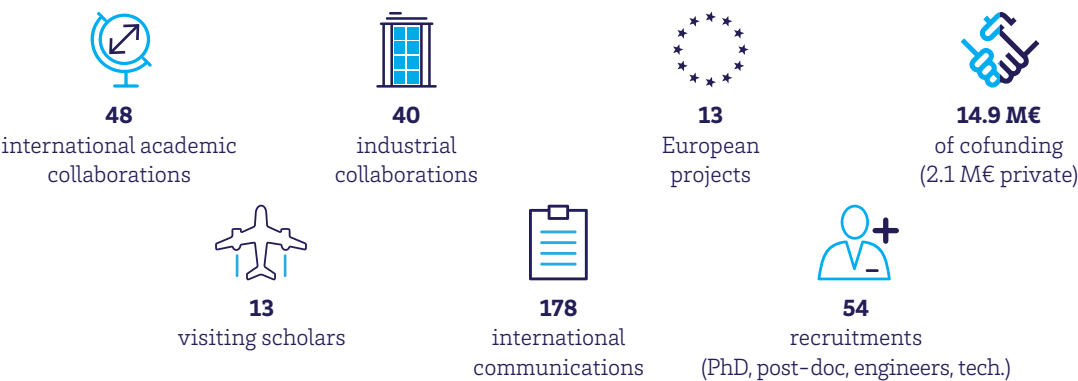 48
international academic
collaborations
40
industrial
collaborations
13
European
projects
14.9 M€
of cofunding
(2.1 M€ private)
13
visiting scholars
178
international
communications
54
recruitments
(PhD, post-doc, engineers, tech.)